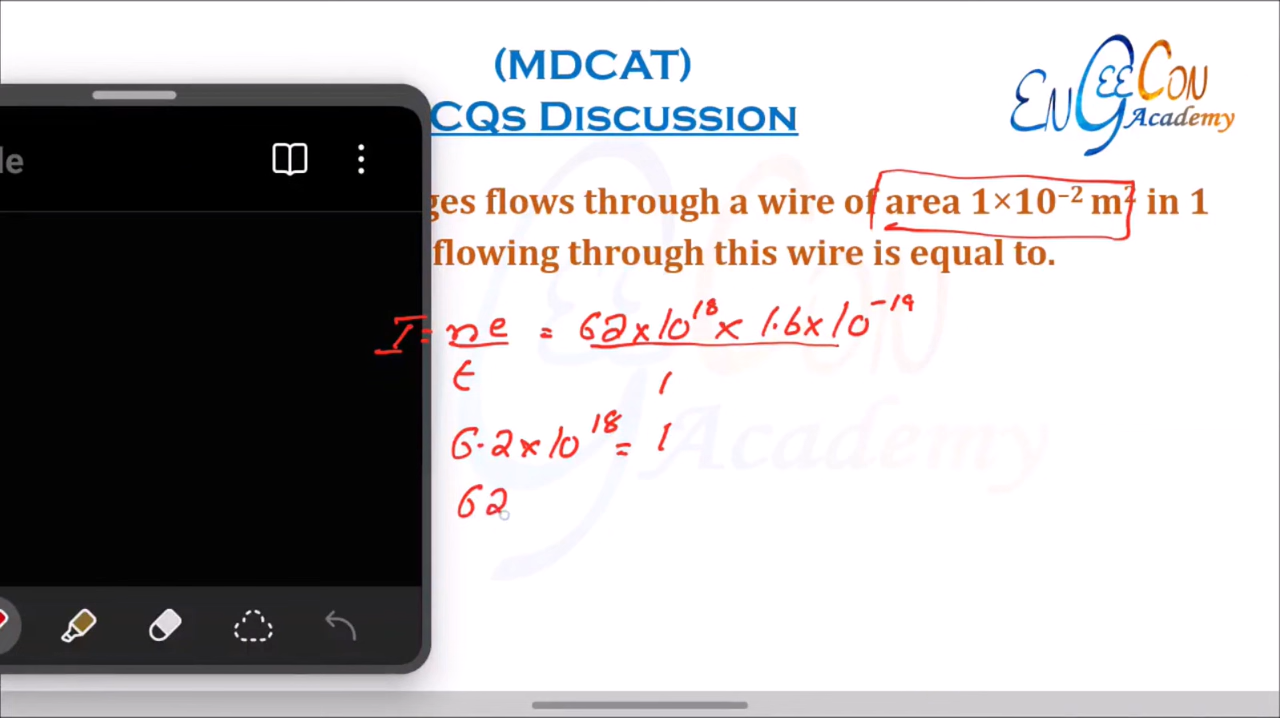 (MDCAT)
CQs Discussion
EnGeeCon
Academy
ges flows through a wire of area 1×10⁻² m² in 1
flowing through this wire is equal to.
I = ne/t = 62×10¹⁸ × 1.6×10⁻¹⁹/1
6.2×10¹⁸ = 1
62